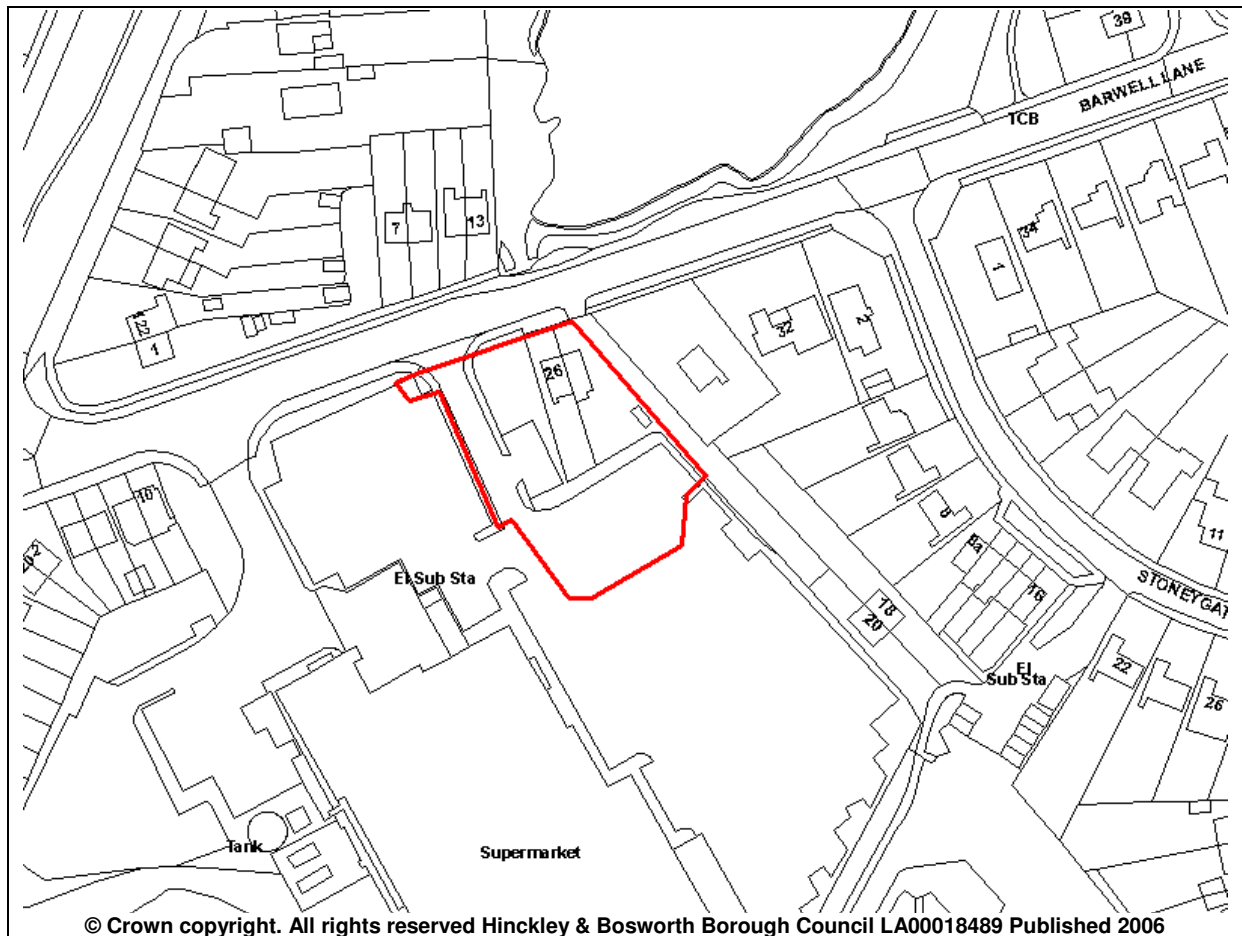 39
BARWELL LANE
TCB
7
13
34
1
22
1
32
2
26
10
8
8a
16
El Sub Sta
18
20
11
STONEYGAT
El
Sub Sta
22
26
Tank
Supermarket
© Crown copyright. All rights reserved Hinckley & Bosworth Borough Council LA00018489 Published 2006